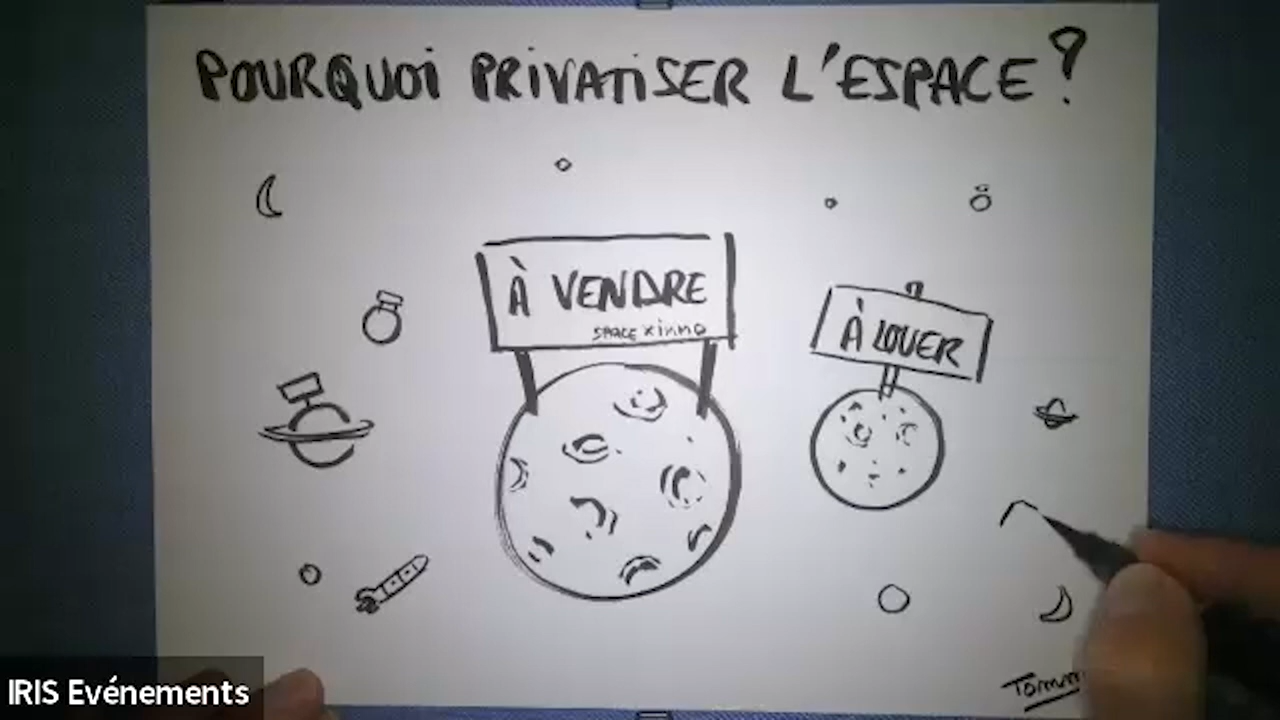 POURQUOI PRIVATISER L'ESPACE ?
À VENDRE
À LOUER
IRIS Evénements